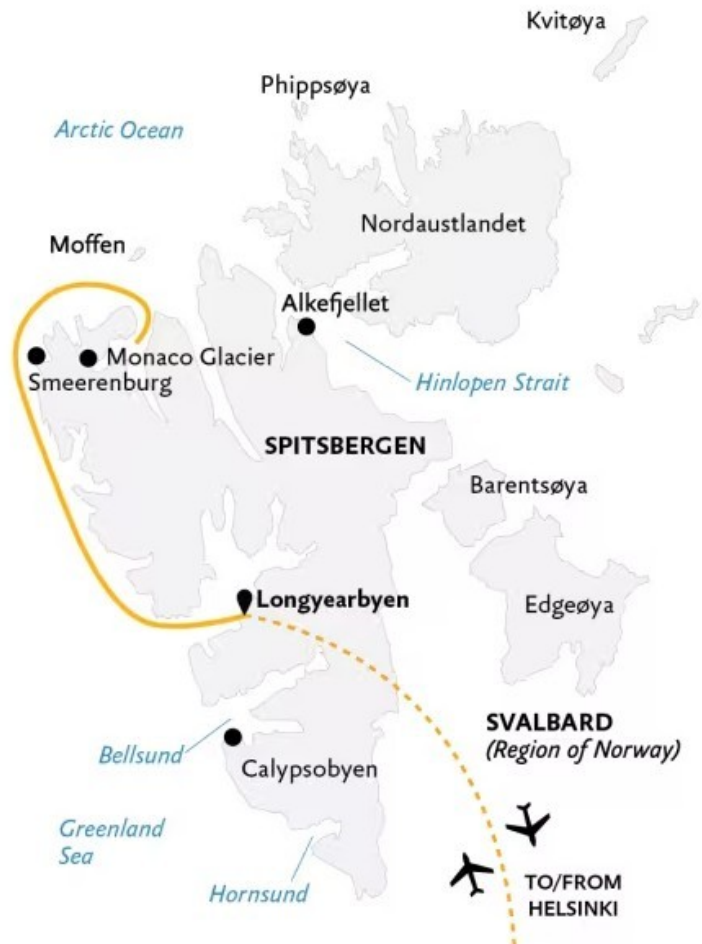 Kvitøya
Phippsøya
Arctic Ocean
Nordaustlandet
Moffen
Alkefjellet
Monaco Glacier
Smeerenburg
Hinlopen Strait
SPITSBERGEN
Barentsøya
Longyearbyen
Edgeøya
SVALBARD
(Region of Norway)
Bellsund
Calypsobyen
Greenland
Sea
Hornsund
TO/FROM
HELSINKI